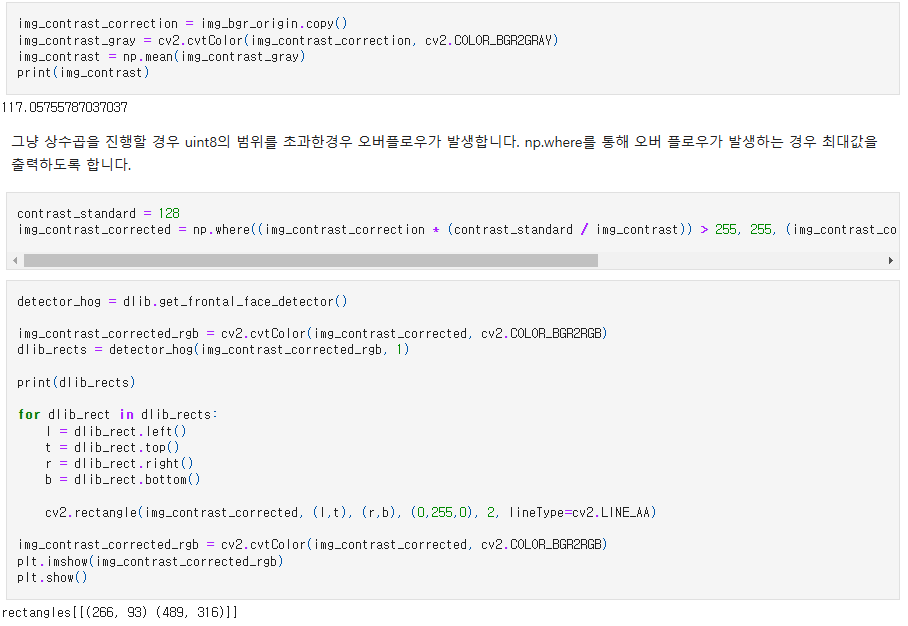 img_contrast_correction = img_bgr_origin.copy()
img_contrast_gray = cv2.cvtColor(img_contrast_correction, cv2.COLOR_BGR2GRAY)
img_contrast = np.mean(img_contrast_gray)
print(img_contrast)
117.05755787037037
그냥 상수곱을 진행할 경우 uint8의 범위를 초과한경우 오버플로우가 발생합니다. np.where를 통해 오버 플로우가 발생하는 경우 최대값을
출력하도록 합니다.
contrast_standard = 128
img_contrast_corrected = np.where((img_contrast_correction * (contrast_standard / img_contrast)) > 255, 255, (img_contrast_co
detector_hog = dlib.get_frontal_face_detector()
img_contrast_corrected_rgb = cv2.cvtColor(img_contrast_corrected, cv2.COLOR_BGR2RGB)
dlib_rects = detector_hog(img_contrast_corrected_rgb, 1)
print(dlib_rects)
for dlib_rect in dlib_rects:
    l = dlib_rect.left()
    t = dlib_rect.top()
    r = dlib_rect.right()
    b = dlib_rect.bottom()
    cv2.rectangle(img_contrast_corrected, (l,t), (r,b), (0,255,0), 2, lineType=cv2.LINE_AA)
img_contrast_corrected_rgb = cv2.cvtColor(img_contrast_corrected, cv2.COLOR_BGR2RGB)
plt.imshow(img_contrast_corrected_rgb)
plt.show()
rectangles[[(266, 93) (489, 316)]]